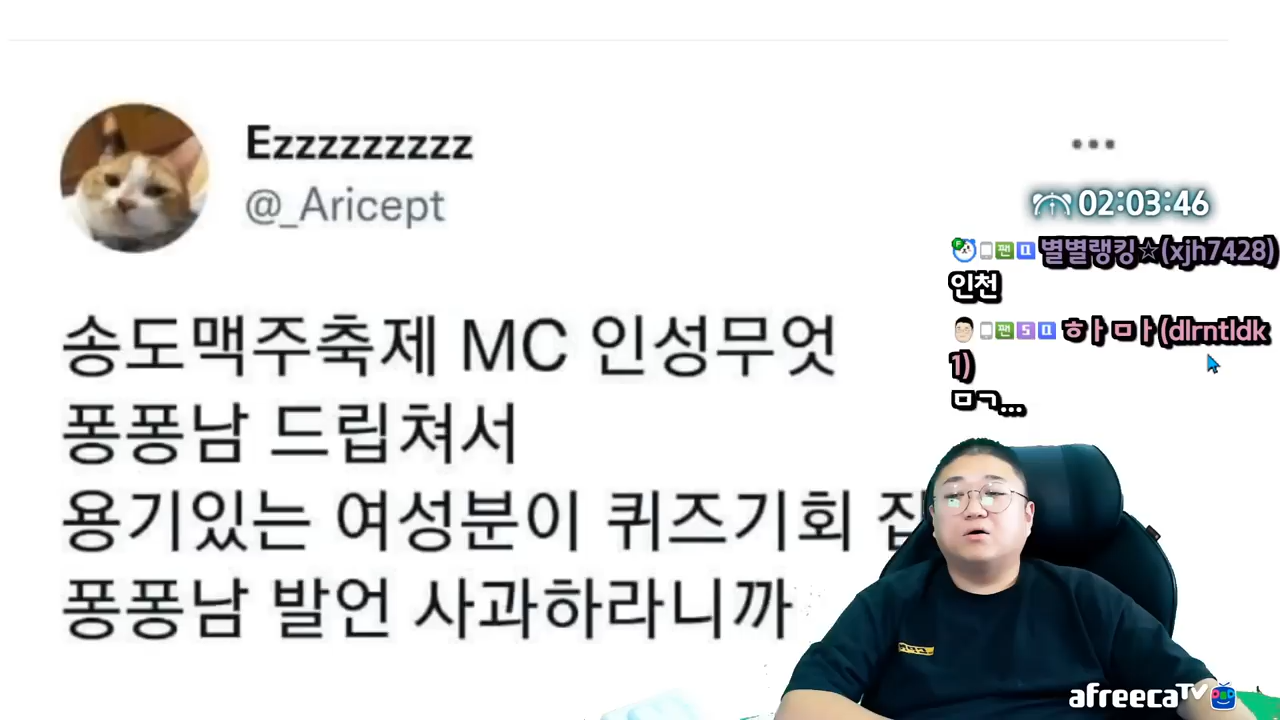 Ezzzzzzzzz
@_Aricept
송도맥주축제 MC 인성무엇
퐁퐁남 드립쳐서
용기있는 여성분이 퀴즈기회
퐁퐁남 발언 사과하라니까
02:03:46
별별랭킹☆(xjh7428)
인천
ㅎㅏㅁㅏ(dlrntldk
1)
ㅁㄱ...
afreecaTV